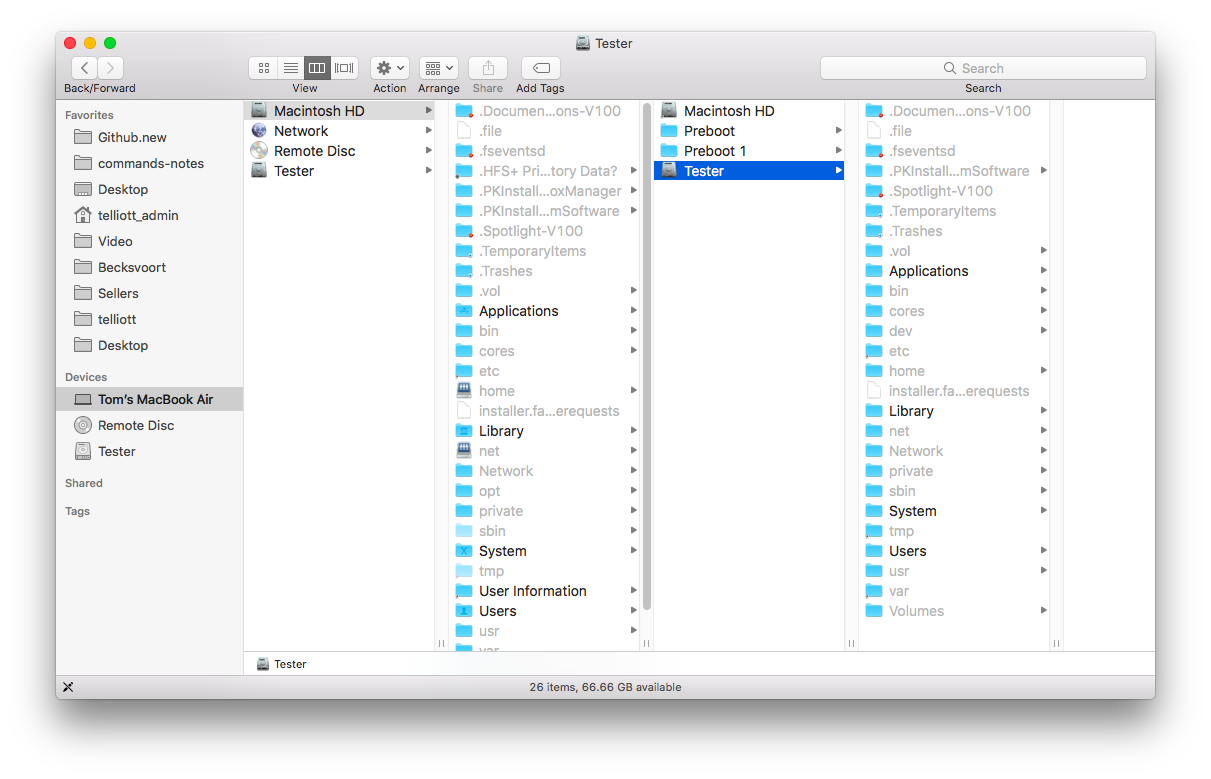 Tester
Back/Forward
View
Action
Arrange
Share
Add Tags
Search
Search
Favorites
Github.new
commands-notes
Desktop
telliott_admin
Video
Becksvoort
Sellers
telliott
Desktop
Devices
Tom's MacBook Air
Remote Disc
Tester
Shared
Tags
Macintosh HD
Network
Remote Disc
Tester
.Documen...ons-V100
.file
.fseventsd
.HFS+ Pri...tory Data?
.PKInstall...oxManager
.PKInstall...mSoftware
.Spotlight-V100
.TemporaryItems
.Trashes
.vol
Applications
bin
cores
etc
home
installer.fa...erequests
Library
net
Network
opt
private
sbin
System
tmp
User Information
Users
usr
var
Macintosh HD
Preboot
Preboot 1
Tester
.Documen...ons-V100
.file
.fseventsd
.PKInstall...mSoftware
.Spotlight-V100
.TemporaryItems
.Trashes
.vol
Applications
bin
cores
dev
etc
home
installer.fa...erequests
Library
net
Network
private
sbin
System
tmp
Users
usr
var
Volumes
Tester
26 items, 66.66 GB available